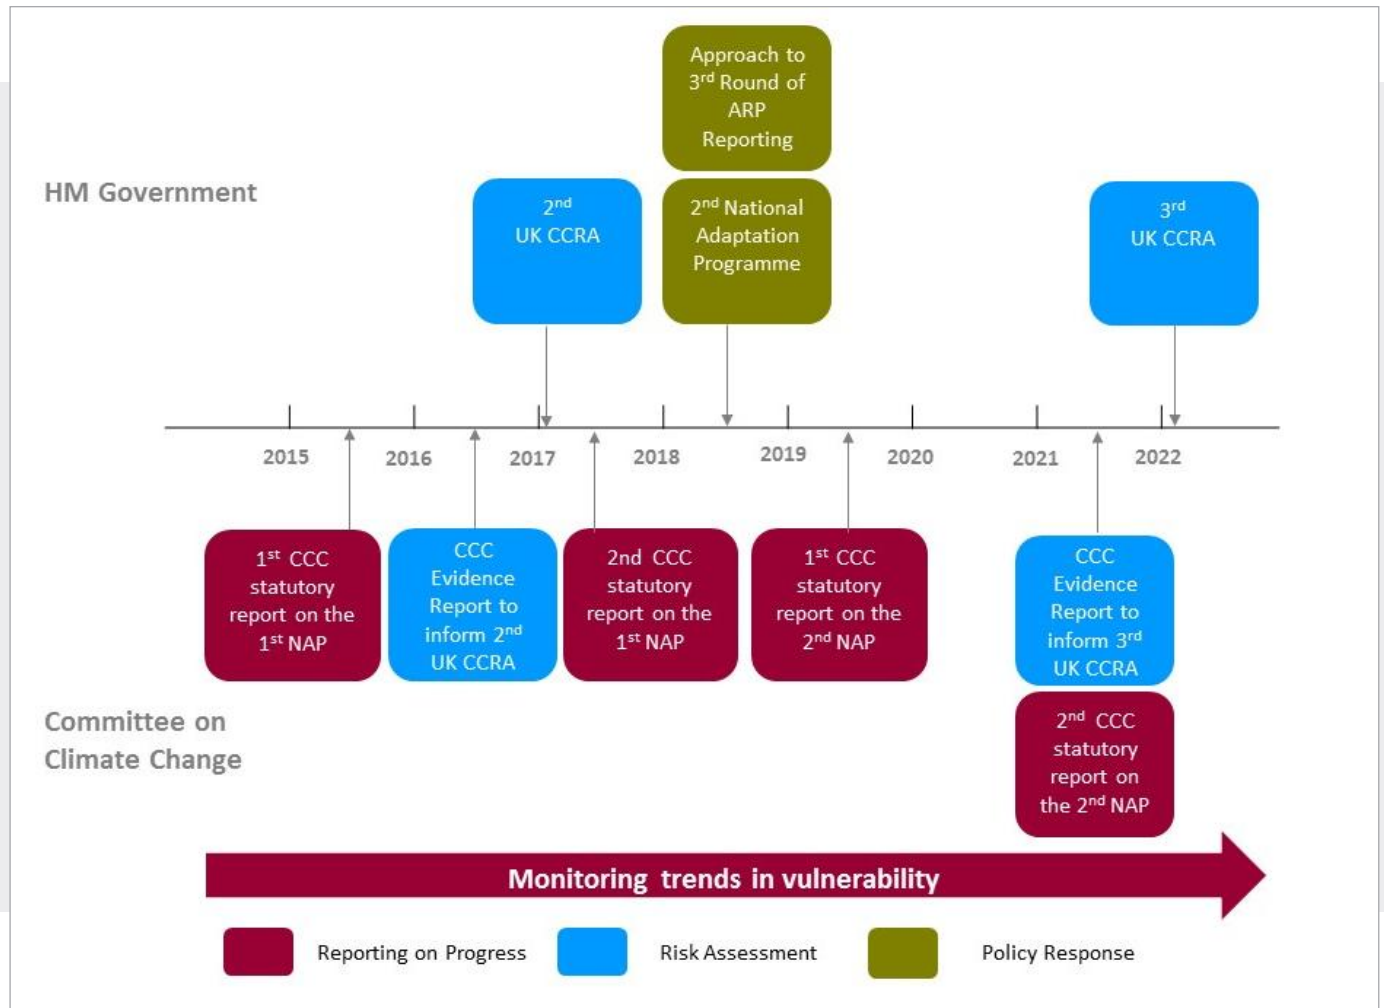 Approach to
3rd Round of
ARP
Reporting
HM Government
2nd
UK CCRA
2nd National
Adaptation
Programme
3rd
UK CCRA
2015
2016
2017
2018
2019
2020
2021
2022
1st CCC
statutory
report on the
1st NAP
CCC
Evidence
Report to
inform 2nd
UK CCRA
2nd CCC
statutory
report on the
1st NAP
1st CCC
statutory
report on the
2nd NAP
CCC
Evidence
Report to
inform 3rd
UK CCRA
Committee on
Climate Change
2nd CCC
statutory
report on
the 2nd NAP
Monitoring trends in vulnerability
Reporting on Progress
Risk Assessment
Policy Response